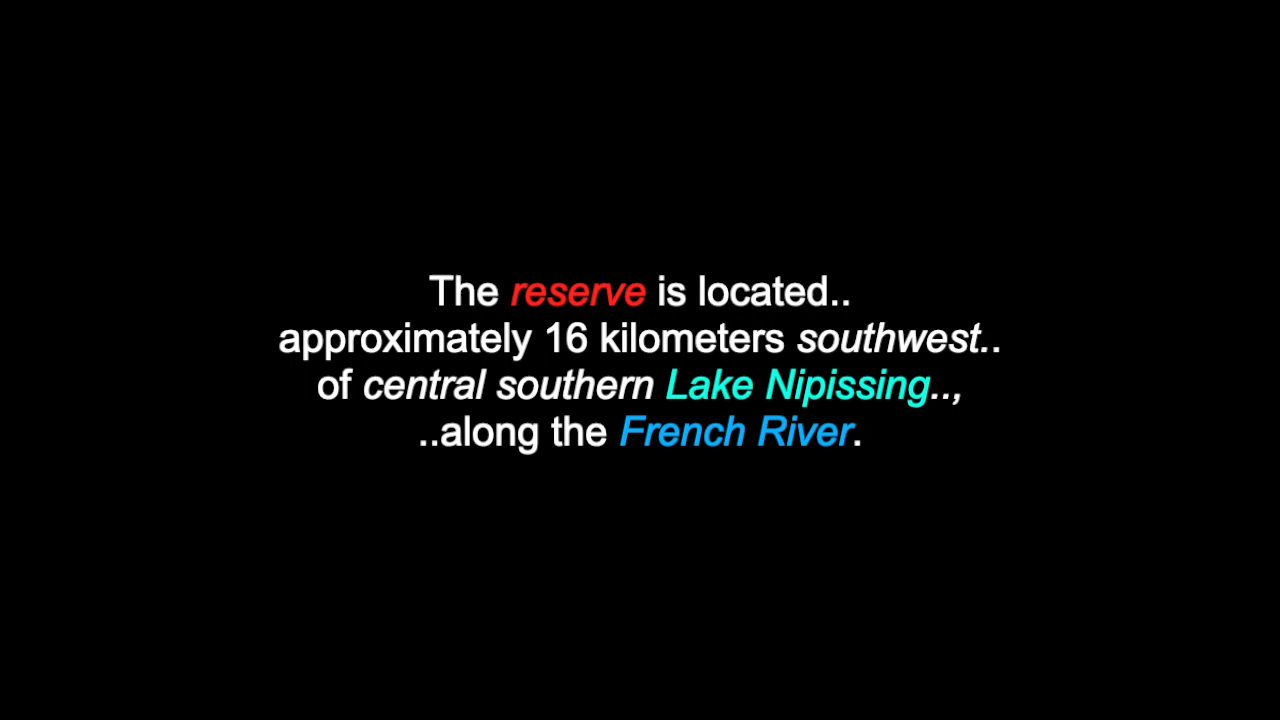 The reserve is located..
approximately 16 kilometers southwest..
of central southern Lake Nipissing..,
..along the French River.